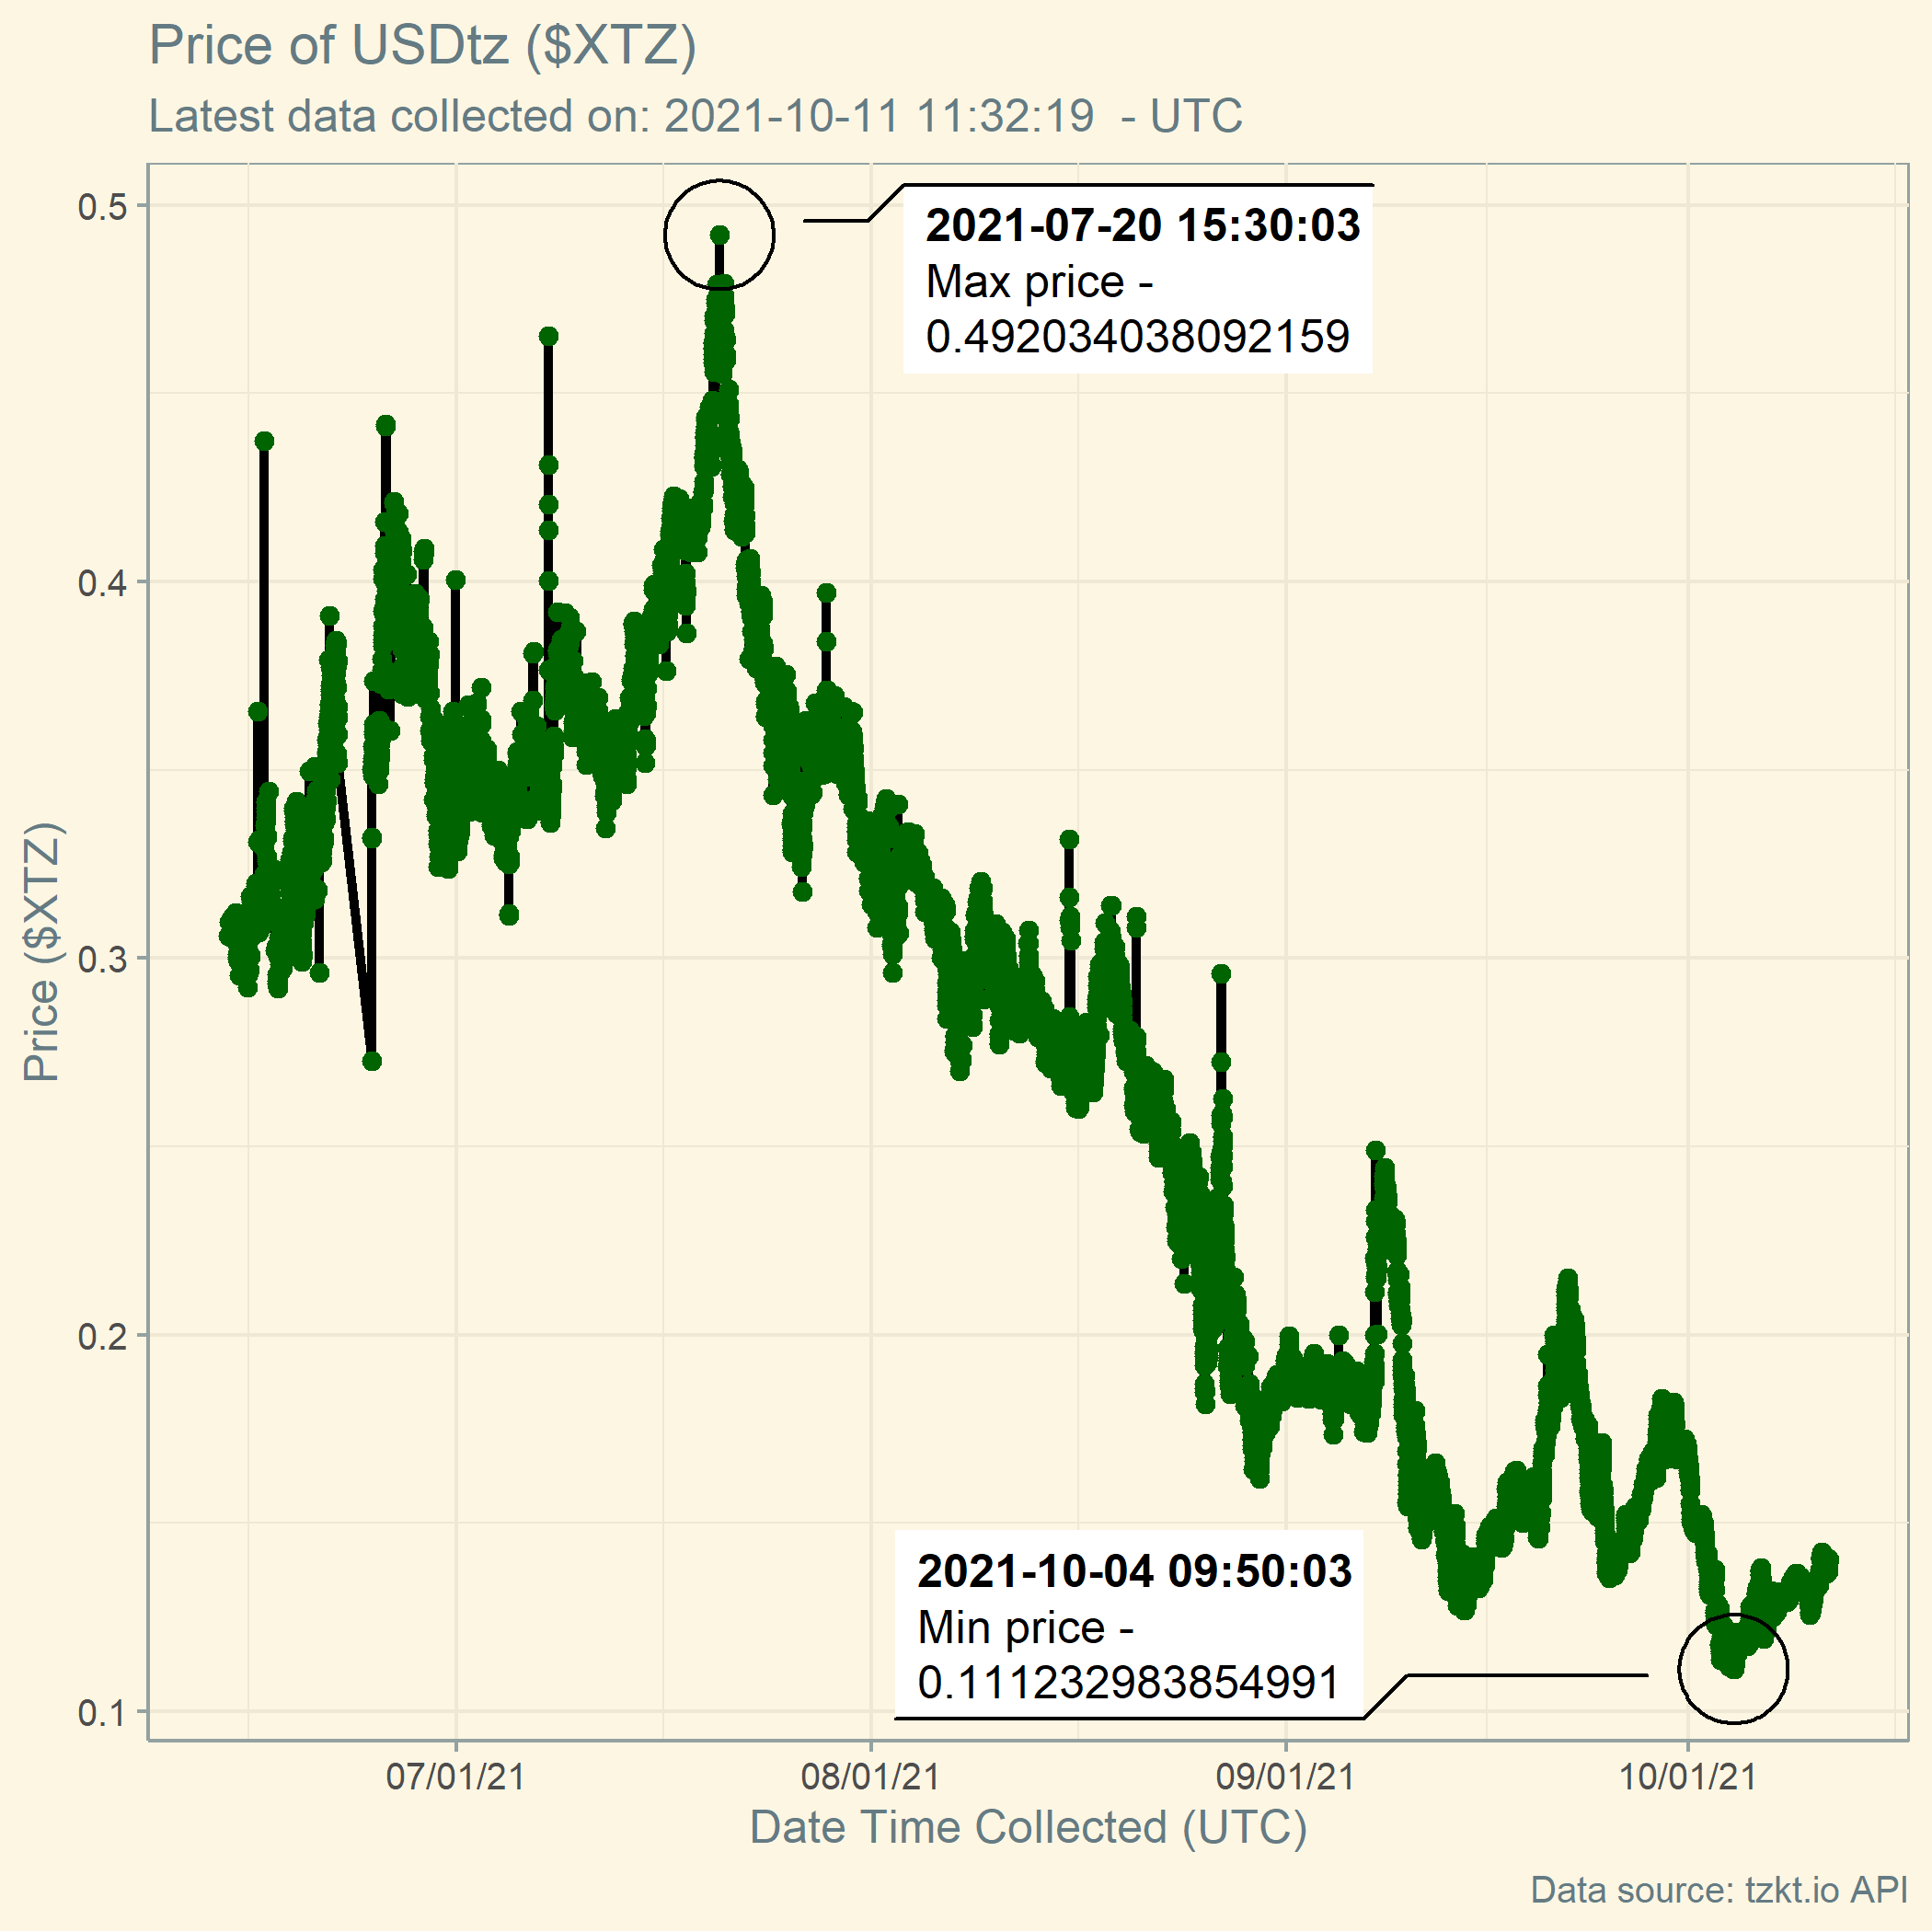 Price of USDtz ($XTZ)
Latest data collected on: 2021-10-11 11:32:19  - UTC
0.5
0.4
0.3
0.2
0.1
Price ($XTZ)
2021-07-20 15:30:03
Max price -
0.492034038092159
2021-10-04 09:50:03
Min price -
0.111232983854991
07/01/21
08/01/21
09/01/21
10/01/21
Date Time Collected (UTC)
Data source: tzkt.io API